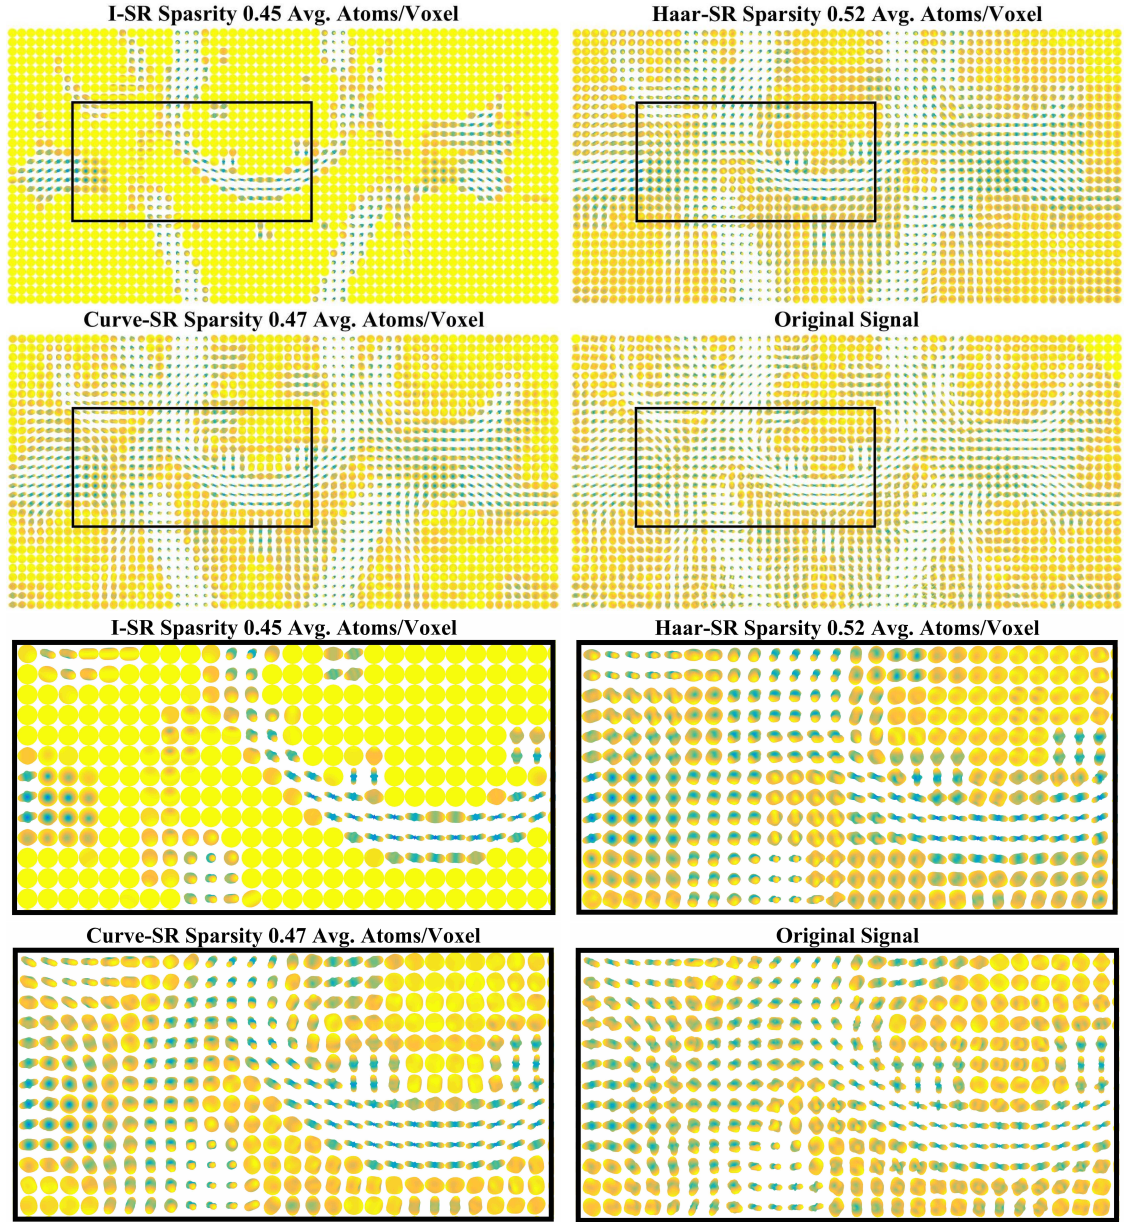 I-SR Spasrity 0.45 Avg. Atoms/Voxel
Haar-SR Sparsity 0.52 Avg. Atoms/Voxel
Curve-SR Sparsity 0.47 Avg. Atoms/Voxel
Original Signal
I-SR Spasrity 0.45 Avg. Atoms/Voxel
Haar-SR Sparsity 0.52 Avg. Atoms/Voxel
Curve-SR Sparsity 0.47 Avg. Atoms/Voxel
Original Signal